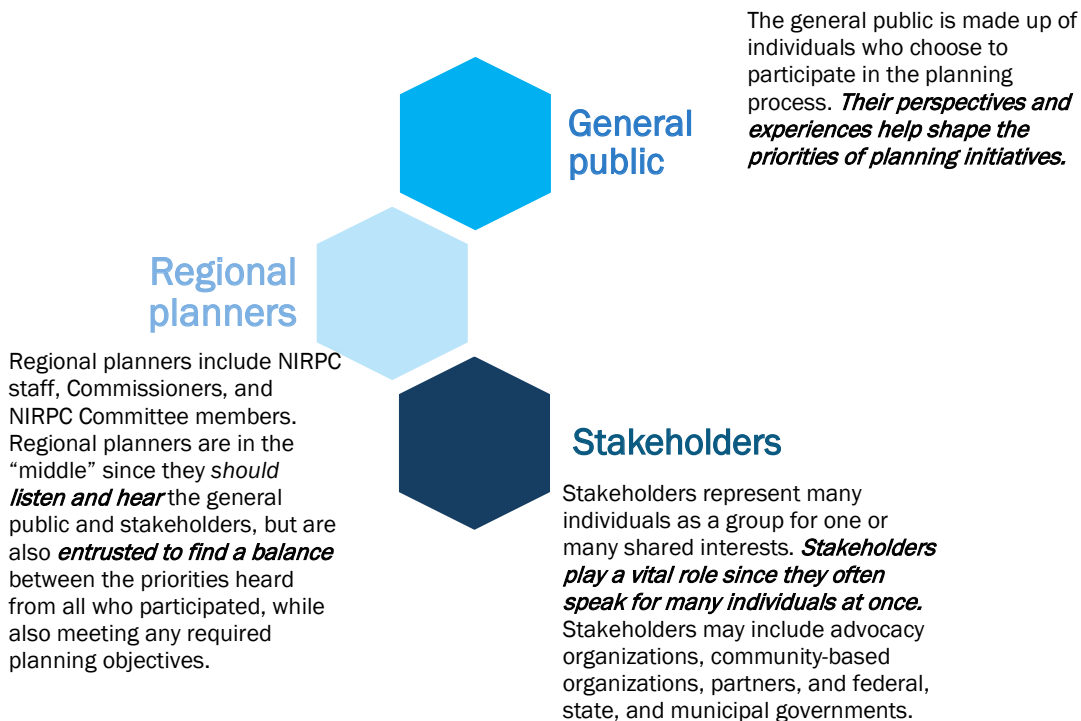 The general public is made up of
individuals who choose to
participate in the planning
process. Their perspectives and
experiences help shape the
priorities of planning initiatives.
General
public
Regional
planners
Regional planners include NIRPC
staff, Commissioners, and
NIRPC Committee members.
Regional planners are in the
“middle” since they should
listen and hear the general
public and stakeholders, but are
also entrusted to find a balance
between the priorities heard
from all who participated, while
also meeting any required
planning objectives.
Stakeholders
Stakeholders represent many
individuals as a group for one or
many shared interests. Stakeholders
play a vital role since they often
speak for many individuals at once.
Stakeholders may include advocacy
organizations, community-based
organizations, partners, and federal,
state, and municipal governments.